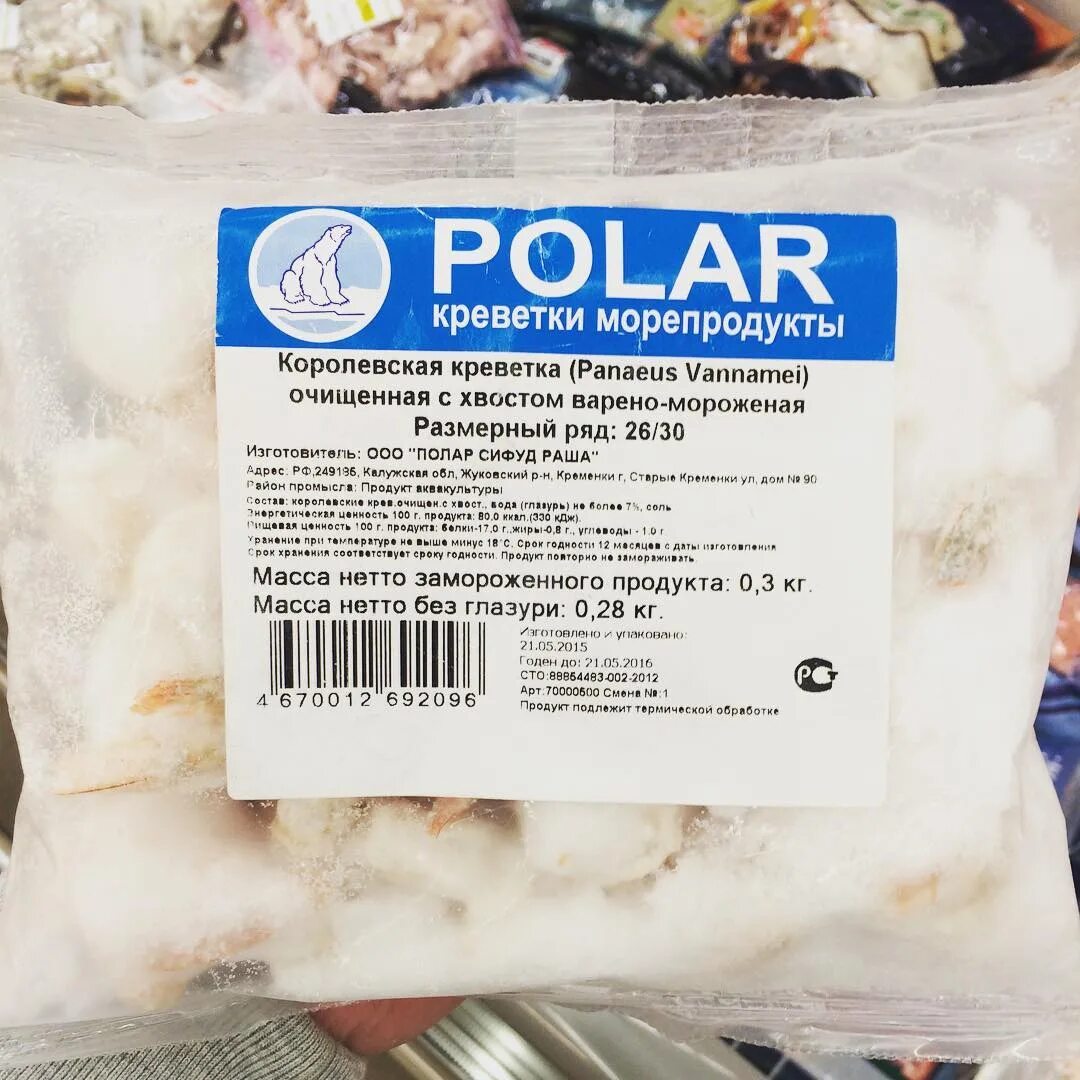 POLAR
креветки морепродукты
Королевская креветка (Panaeus Vannamei)
очищенная с хвостом варено-мороженая
Размерный ряд: 26/30
Изготовитель: ООО "ПОЛАР СИФУД РАША"
Адрес: РФ,249185, Калужская обл, Жуковский р-н, Кременки г, Старые Кременки ул, дом № 90
Район промысла: Продукт аквакультуры
Состав: королевские крев.очищен.с хвост., вода (глазурь) не более 7%, соль
Энергетическая ценность 100 г. продукта: 80,0 ккал.(330 кДж).
Пищевая ценность 100 г. продукта: белки-17,0 г.,жиры-0,8 г., углеводы - 1,0 г
Хранение при температуре не выше минус 18°С. Срок годности 12 месяцев с даты изготовления
Срок хранения соответствует сроку годности. Продукт повторно не замораживать.
Масса нетто замороженного продукта: 0,3 кг.
Масса нетто без глазури: 0,28 кг.
Изготовлено и упаковано:
21.05.2015
Годен до: 21.05.2016
СТО:88864483-002-2012
Арт:70000500 Смена №:1
Продукт подлежит термической обработке
4 670012 692096
РСТ